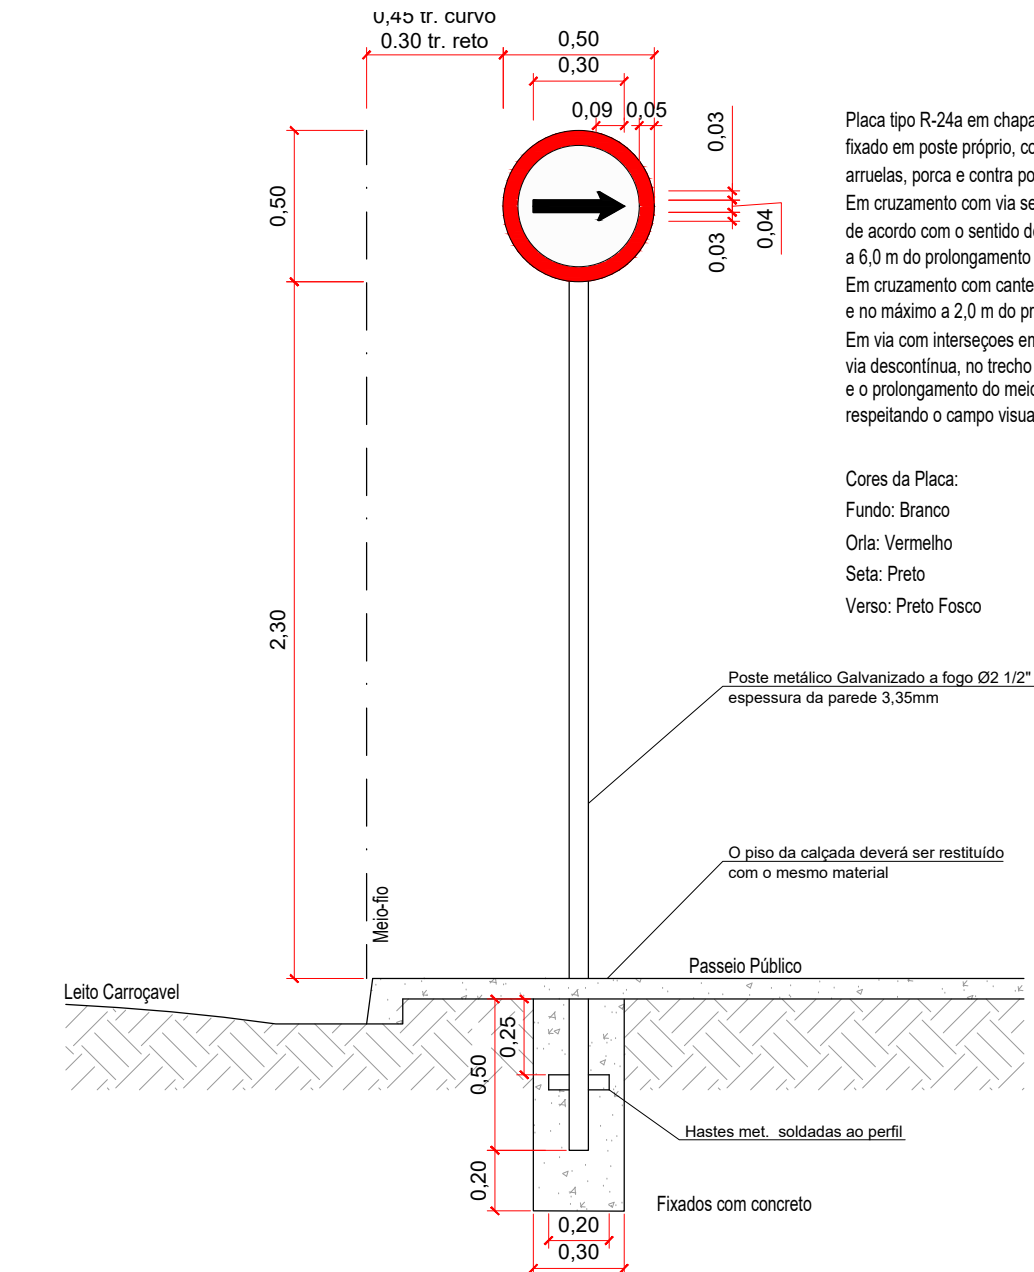 0,45 tr. curvo
0.30 tr. reto
0,50
0,30
0,09
0,05
0,03
0,04
0,03
0,50
2,30
Placa tipo R-24a em chapa
fixado em poste próprio, co
arruelas, porca e contra po
Em cruzamento com via se
de acordo com o sentido de
a 6,0 m do prolongamento
Em cruzamento com cante
e no máximo a 2,0 m do pr
Em via com interseçoes em
via descontínua, no trecho
e o prolongamento do meio
respeitando o campo visua
Cores da Placa:
Fundo: Branco
Orla: Vermelho
Seta: Preto
Verso: Preto Fosco
Poste metálico Galvanizado a fogo Ø2 1/2"
espessura da parede 3,35mm
O piso da calçada deverá ser restituído
com o mesmo material
Meio-fio
Passeio Público
Leito Carroçavel
0,25
0,50
0,20
Hastes met. soldadas ao perfil
Fixados com concreto
0,20
0,30